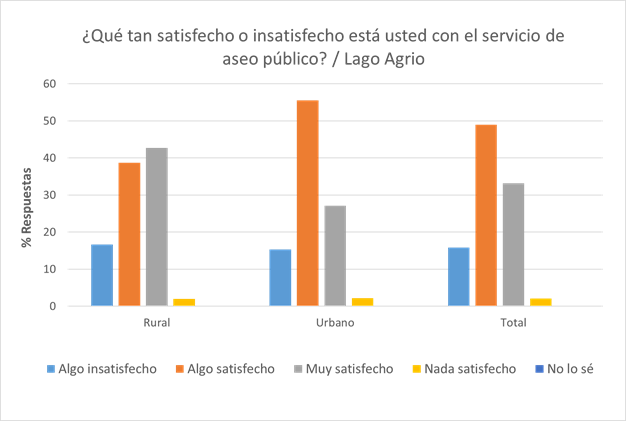 ¿Qué tan satisfecho o insatisfecho está usted con el servicio de
aseo público? / Lago Agrio
% Respuestas
60
50
40
30
20
10
0
Rural Urbano Total
Algo insatisfecho Algo satisfecho Muy satisfecho Nada satisfecho No lo sé